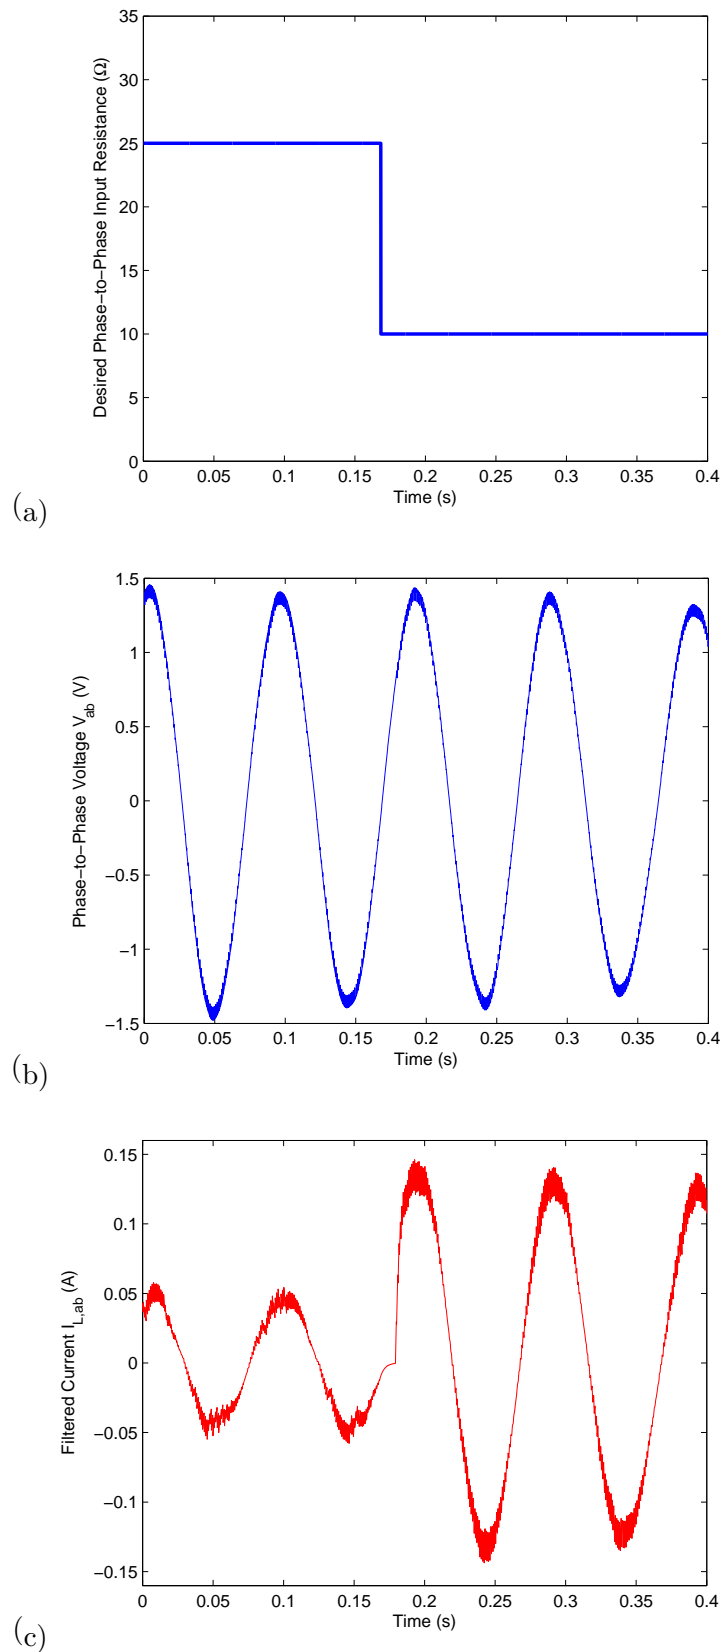 35
30
25
20
15
10
5
0
Desired Phase−to−Phase Input Resistance (Ω)
0 0.05 0.1 0.15 0.2 0.25 0.3 0.35 0.4
Time (s)
(a)
1.5
1
0.5
0
−0.5
−1
−1.5
Phase−to−Phase Voltage V_ab (V)
0 0.05 0.1 0.15 0.2 0.25 0.3 0.35 0.4
Time (s)
(b)
0.15
0.1
0.05
0
−0.05
−0.1
−0.15
Filtered Current I_L,ab (A)
0 0.05 0.1 0.15 0.2 0.25 0.3 0.35 0.4
Time (s)
(c)